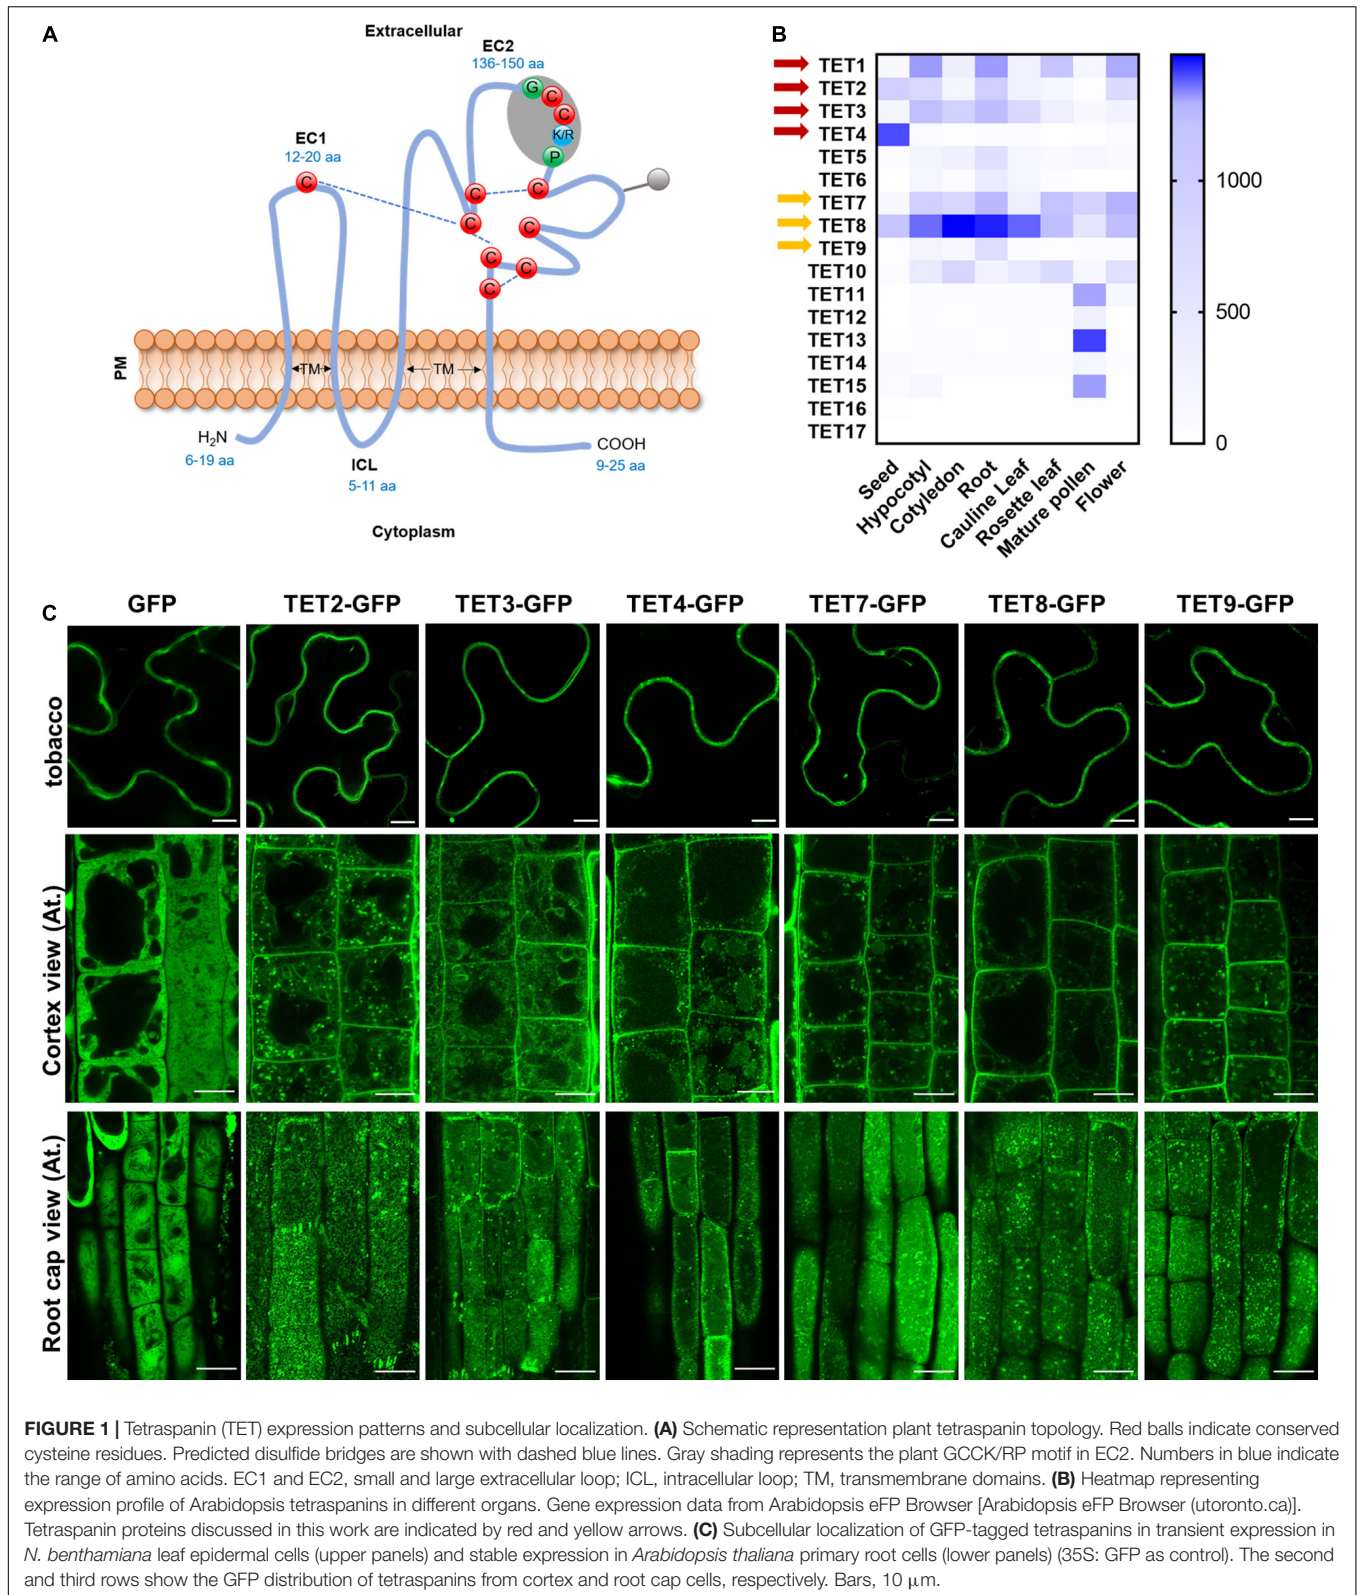 A
Extracellular
EC2
136-150 aa
G
C
C
K/R
P
EC1
12-20 aa
C
C
C
C
C
C
C
C
PM
TM
TM
H₂N
6-19 aa
ICL
5-11 aa
COOH
9-25 aa
Cytoplasm
B
TET1
TET2
TET3
TET4
TET5
TET6
TET7
TET8
TET9
TET10
TET11
TET12
TET13
TET14
TET15
TET16
TET17
1000
500
0
Seed
Hypocotyl
Cotyledon
Root
Cauline Leaf
Rosette leaf
Mature pollen
Flower
C
GFP TET2-GFP TET3-GFP TET4-GFP TET7-GFP TET8-GFP TET9-GFP
tobacco
Cortex view (At.)
Root cap view (At.)
FIGURE 1 | Tetraspanin (TET) expression patterns and subcellular localization. (A) Schematic representation plant tetraspanin topology. Red balls indicate conserved
cysteine residues. Predicted disulfide bridges are shown with dashed blue lines. Gray shading represents the plant GCCK/RP motif in EC2. Numbers in blue indicate
the range of amino acids. EC1 and EC2, small and large extracellular loop; ICL, intracellular loop; TM, transmembrane domains. (B) Heatmap representing
expression profile of Arabidopsis tetraspanins in different organs. Gene expression data from Arabidopsis eFP Browser [Arabidopsis eFP Browser (utoronto.ca)].
Tetraspanin proteins discussed in this work are indicated by red and yellow arrows. (C) Subcellular localization of GFP-tagged tetraspanins in transient expression in
N. benthamiana leaf epidermal cells (upper panels) and stable expression in Arabidopsis thaliana primary root cells (lower panels) (35S: GFP as control). The second
and third rows show the GFP distribution of tetraspanins from cortex and root cap cells, respectively. Bars, 10 μm.